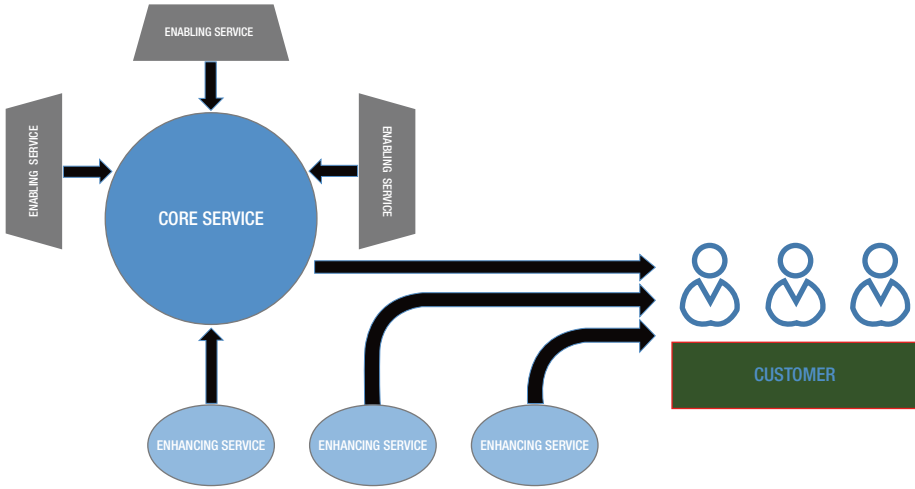 ENABLING SERVICE
ENABLING SERVICE
ENABLING SERVICE
CORE SERVICE
CUSTOMER
ENHANCING SERVICE
ENHANCING SERVICE
ENHANCING SERVICE